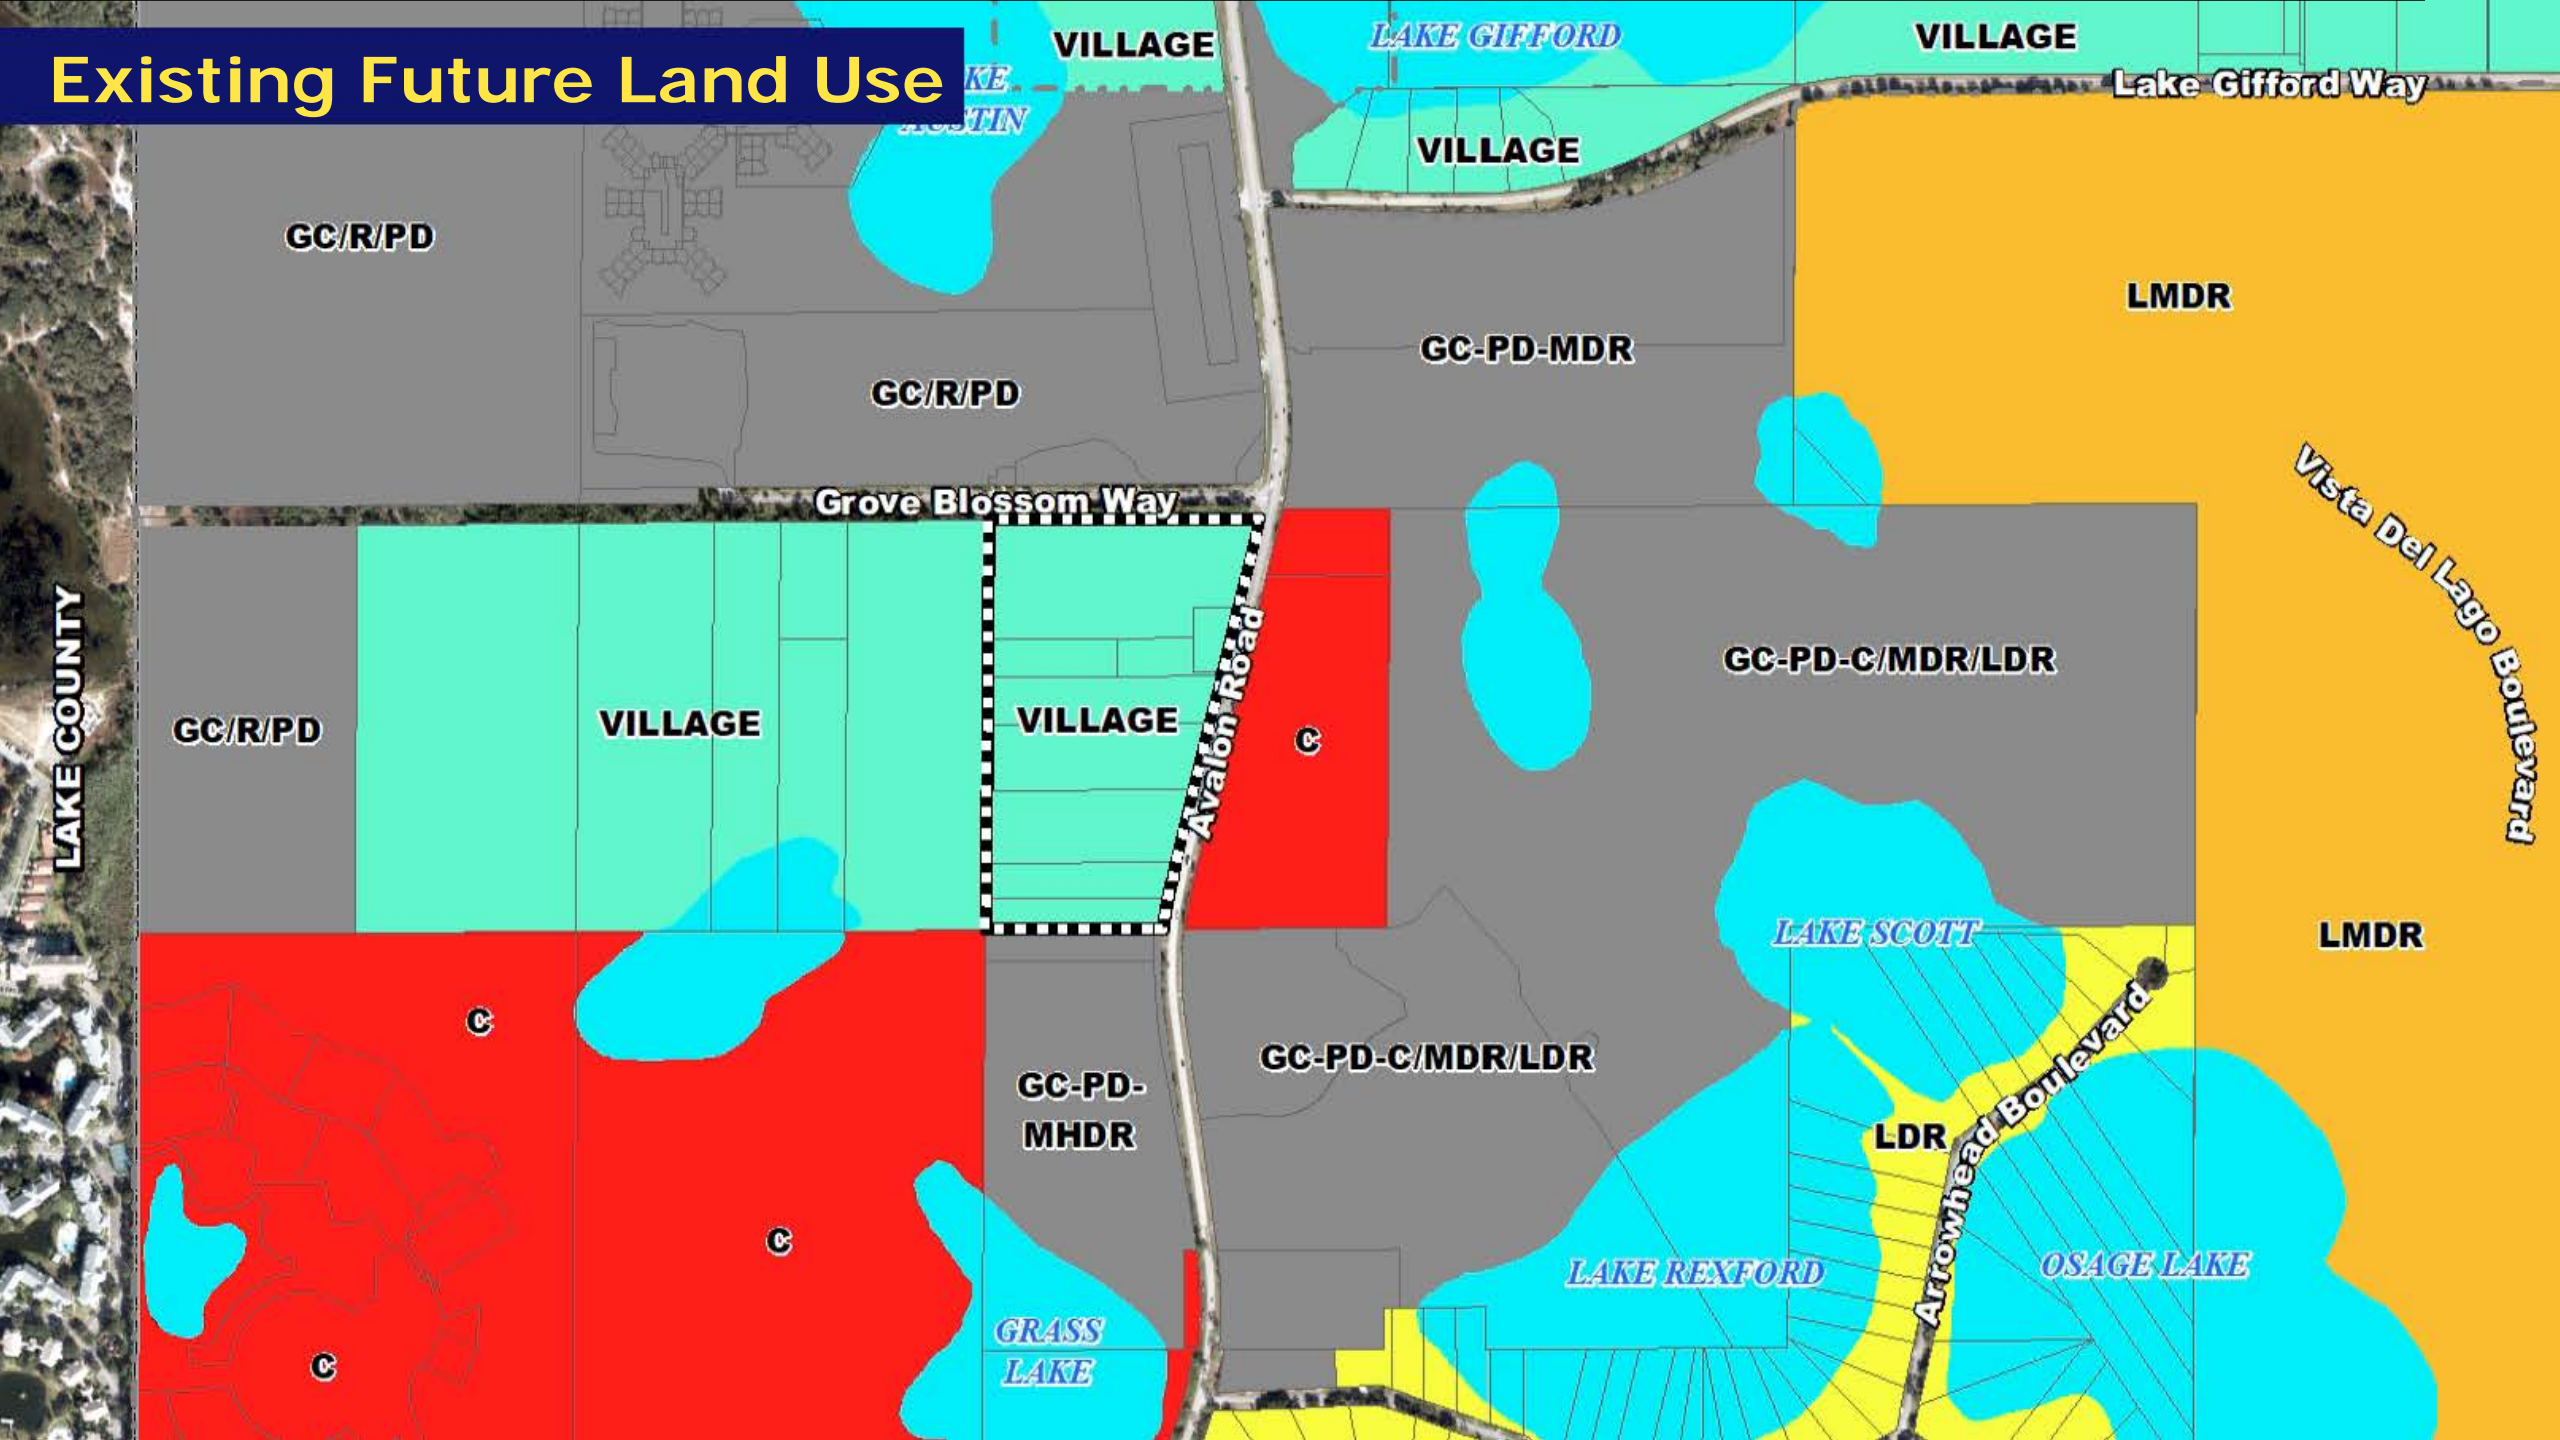 Existing Future Land Use
VILLAGE
LAKE GIFFORD
VILLAGE
KE
AUSTIN
Lake Gifford Way
VILLAGE
GC/R/PD
LMDR
GC-PD-MDR
GC/R/PD
Grove Blossom Way
Vista Del Lago Boulevard
LAKE COUNTY
GC/R/PD
VILLAGE
VILLAGE
Avalon Road
C
GC-PD-C/MDR/LDR
LAKE SCOTT
LMDR
C
GC-PD-
MHDR
GC-PD-C/MDR/LDR
LDR
Arrowhead Boulevard
C
LAKE REXFORD
OSAGE LAKE
GRASS
LAKE
C